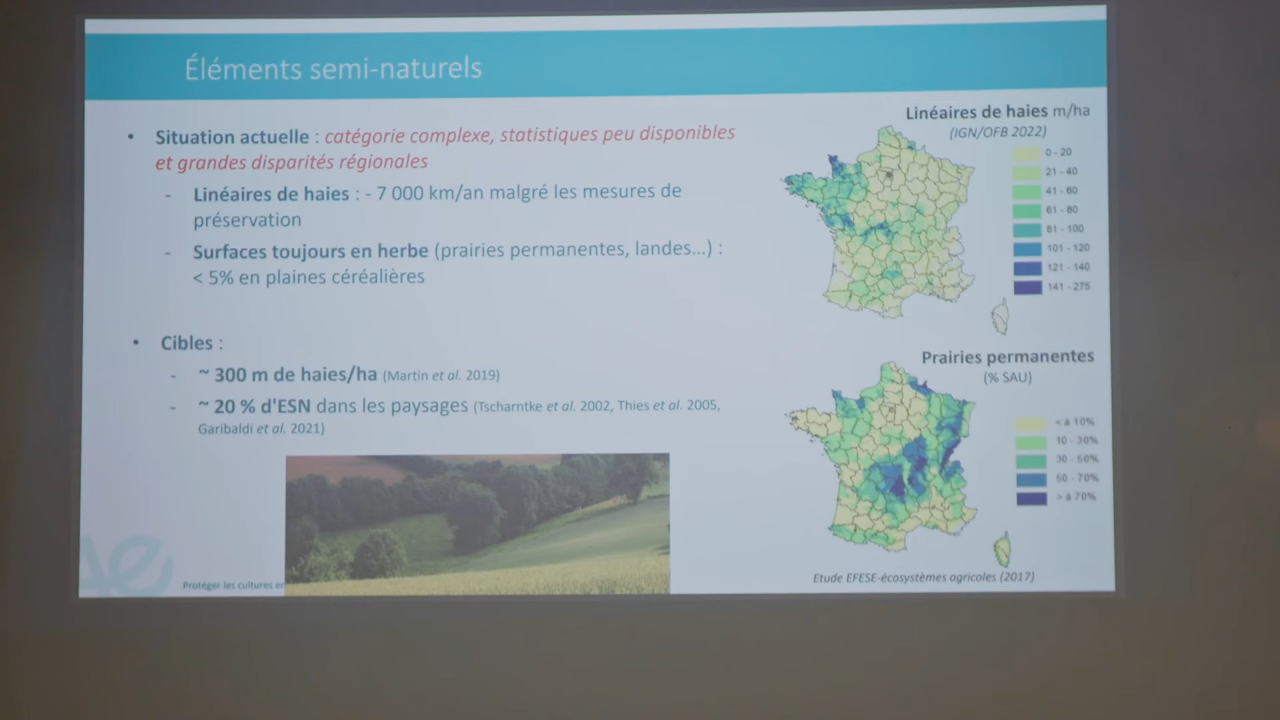 Éléments semi-naturels
• Situation actuelle : catégorie complexe, statistiques peu disponibles
et grandes disparités régionales
- Linéaires de haies : - 7 000 km/an malgré les mesures de
préservation
- Surfaces toujours en herbe (prairies permanentes, landes...) :
< 5% en plaines céréalières
• Cibles :
- ~ 300 m de haies/ha (Martin et al. 2019)
- ~ 20 % d'ESN dans les paysages (Tscharntke et al. 2002, Thies et al. 2005,
Garibaldi et al. 2021)
Protéger les cultures en
Linéaires de haies m/ha
(IGN/OFB 2022)
0 - 20
21 - 40
41 - 60
61 - 80
81 - 100
101 - 120
121 - 140
141 - 275
Prairies permanentes
(% SAU)
< à 10%
10 - 30%
30 - 50%
50 - 70%
> à 70%
Etude EFESE-écosystèmes agricoles (2017)